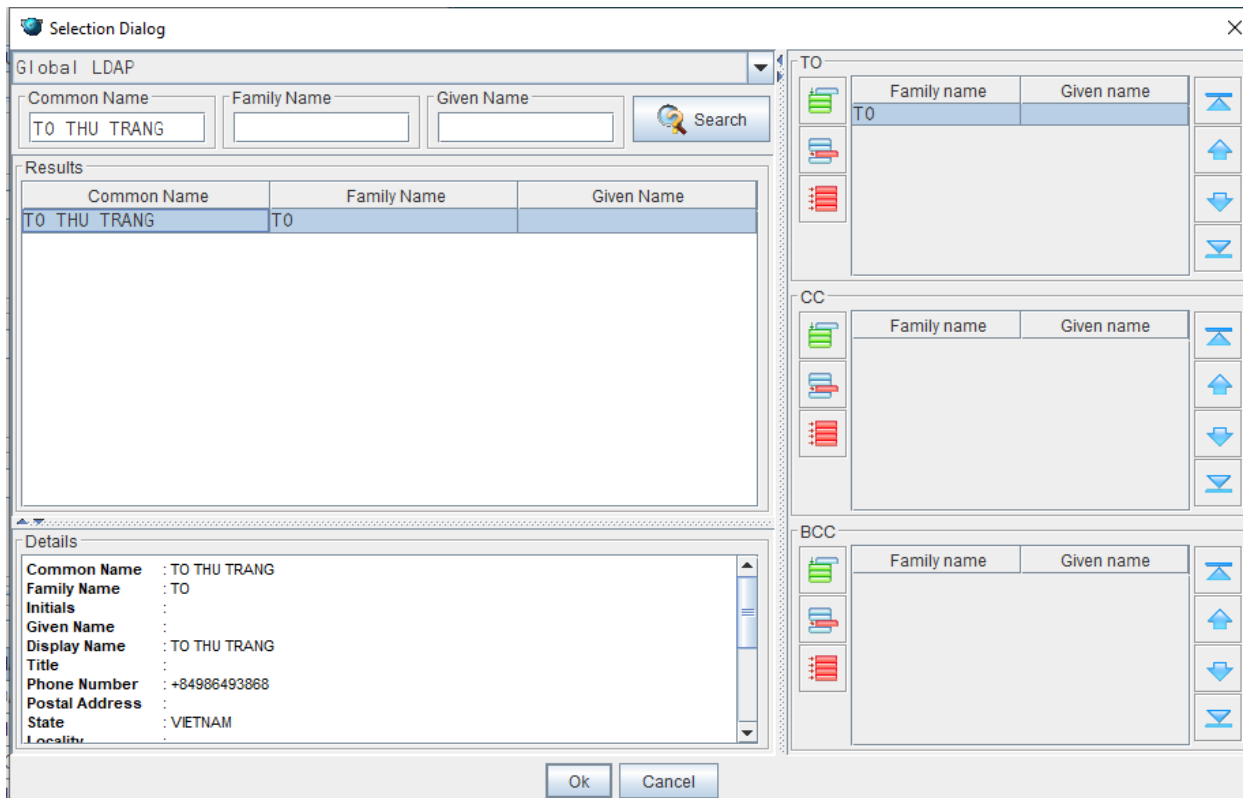 Selection Dialog
Global LDAP
Common Name Family Name Given Name
TO THU TRANG
Search
Results
Common Name Family Name Given Name
TO THU TRANG TO
Details
Common Name : TO THU TRANG
Family Name : TO
Initials :
Given Name :
Display Name : TO THU TRANG
Title :
Phone Number : +84986493868
Postal Address :
State : VIETNAM
Locality :
TO
Family name Given name
TO
CC
Family name Given name
BCC
Family name Given name
Ok Cancel